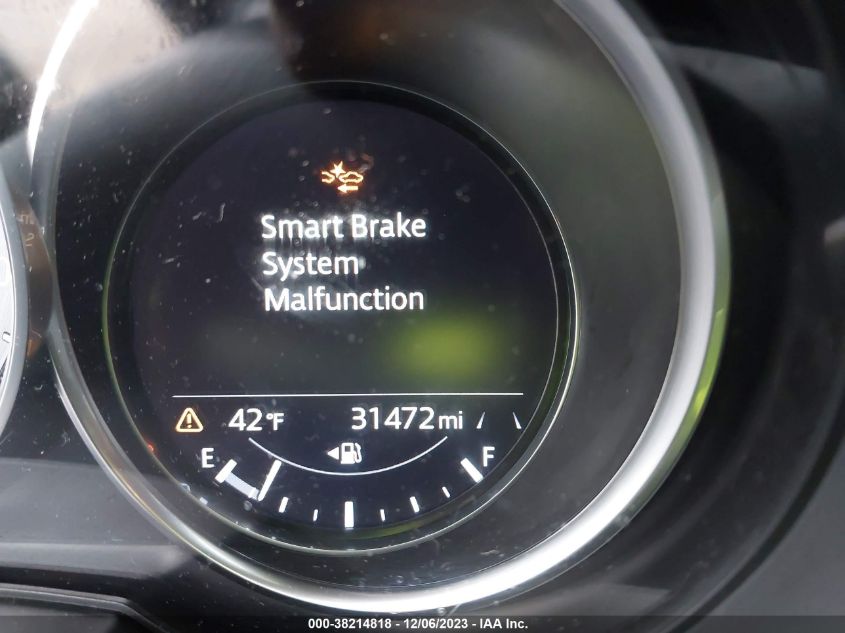 Smart Brake
System
Malfunction
42°F 31472mi
E F
000-38214818 - 12/06/2023 - IAA Inc.